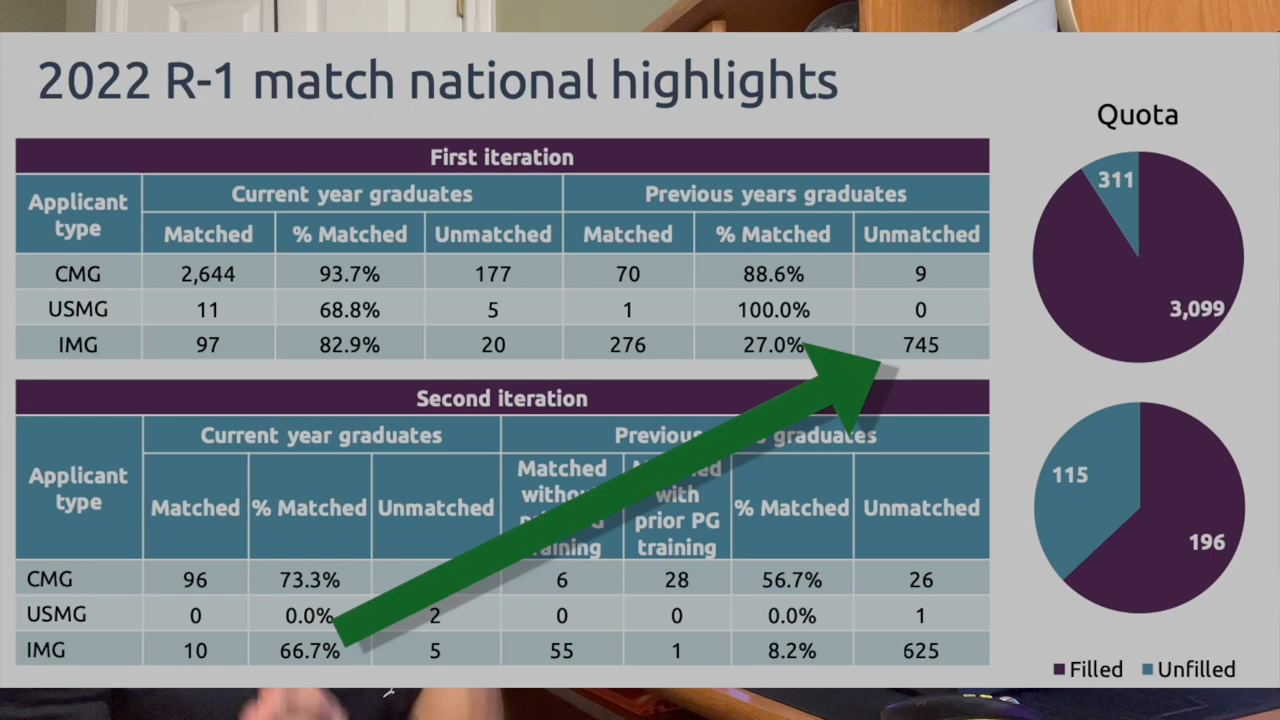 2022 R-1 match national highlights
Quota
First iteration
Applicant type
Current year graduates
Previous years graduates
Matched % Matched Unmatched Matched % Matched Unmatched
CMG 2,644 93.7% 177 70 88.6% 9
USMG 11 68.8% 5 1 100.0% 0
IMG 97 82.9% 20 276 27.0% 745
311
3,099
Second iteration
Applicant type
Current year graduates
Previous graduates
Matched % Matched Unmatched
Matched
with
prior PG
training
% Matched Unmatched
CMG 96 73.3% 6 28 56.7% 26
USMG 0 0.0% 2 0 0 0.0% 1
IMG 10 66.7% 5 55 1 8.2% 625
115
196
Filled Unfilled